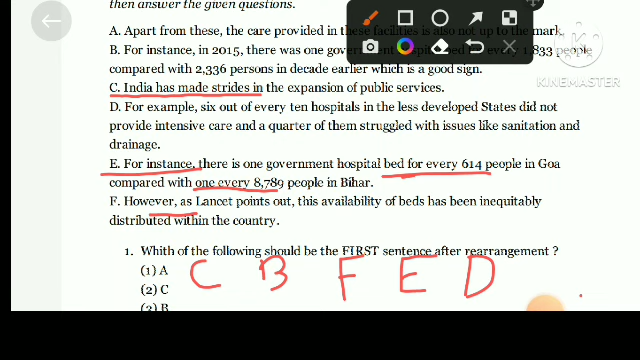 then answer the given questions.
A. Apart from these, the care provided in these facilities is also not up to the mark.
B. For instance, in 2015, there was one government hospital bed for every 1,833 people
compared with 2,336 persons in decade earlier which is a good sign.
C. India has made strides in the expansion of public services.
D. For example, six out of every ten hospitals in the less developed States did not
provide intensive care and a quarter of them struggled with issues like sanitation and
drainage.
E. For instance, there is one government hospital bed for every 614 people in Goa
compared with one every 8,789 people in Bihar.
F. However, as Lancet points out, this availability of beds has been inequitably
distributed within the country.
1. Which of the following should be the FIRST sentence after rearrangement ?
(1) A
C B F E D
(2) C
(3) B
KINEMASTER